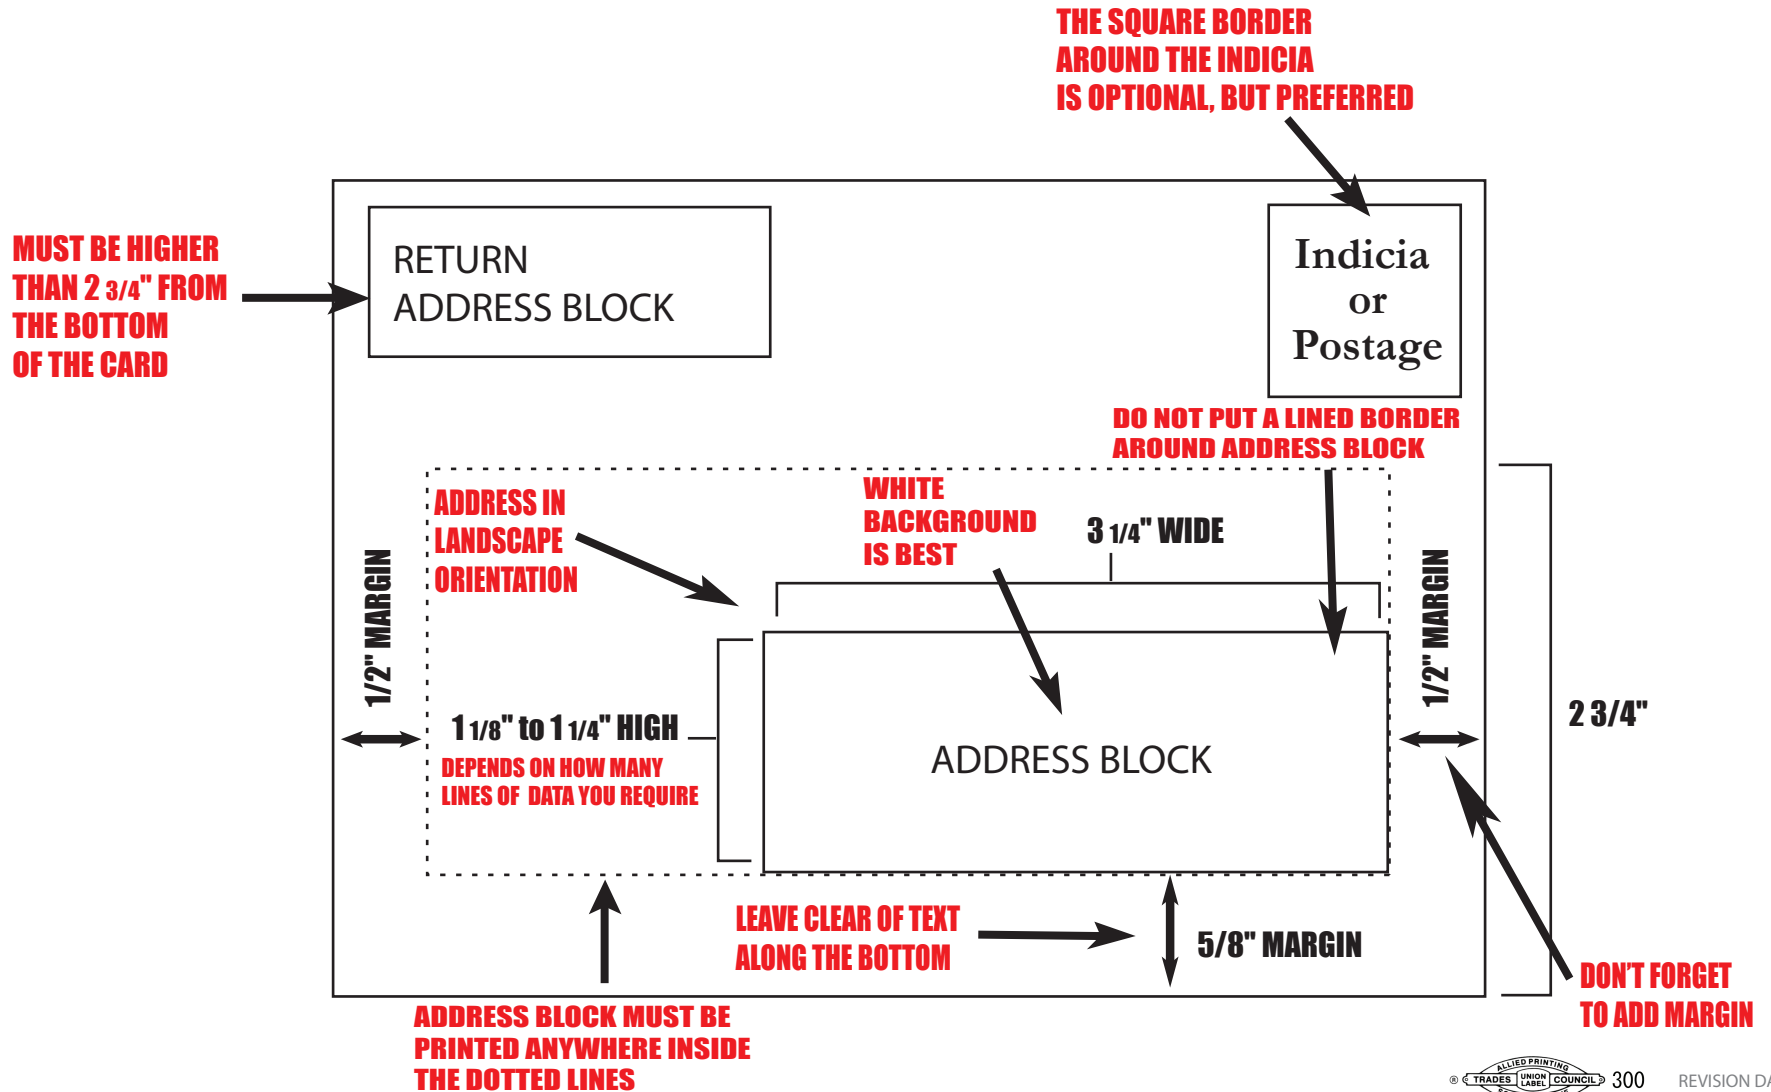 THE SQUARE BORDER
AROUND THE INDICIA
IS OPTIONAL, BUT PREFERRED
MUST BE HIGHER
THAN 2 3/4" FROM
THE BOTTOM
OF THE CARD
RETURN
ADDRESS BLOCK
Indicia
or
Postage
DO NOT PUT A LINED BORDER
AROUND ADDRESS BLOCK
ADDRESS IN
LANDSCAPE
ORIENTATION
WHITE
BACKGROUND
IS BEST
3 1/4" WIDE
1/2" MARGIN
1/2" MARGIN
2 3/4"
1 1/8" to 1 1/4" HIGH
DEPENDS ON HOW MANY
LINES OF DATA YOU REQUIRE
ADDRESS BLOCK
LEAVE CLEAR OF TEXT
ALONG THE BOTTOM
5/8" MARGIN
DON'T FORGET
TO ADD MARGIN
ADDRESS BLOCK MUST BE
PRINTED ANYWHERE INSIDE
THE DOTTED LINES
ALLIED PRINTING
® TRADES UNION LABEL COUNCIL 300
REVISION